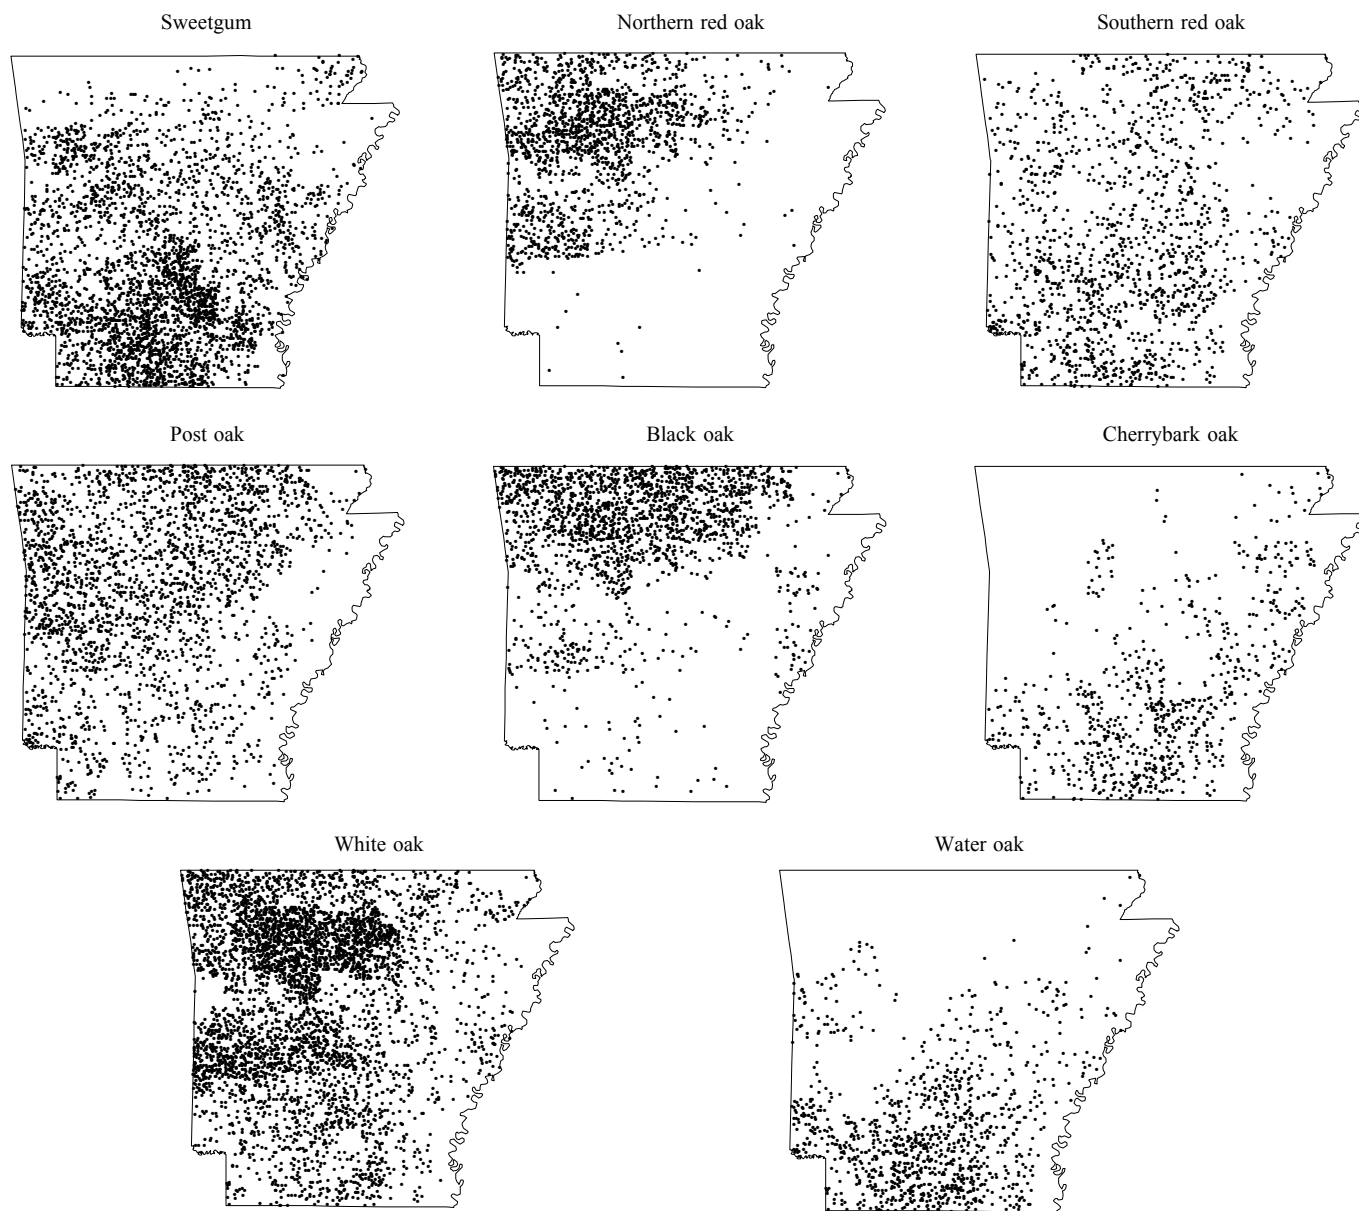 Sweetgum
Northern red oak
Southern red oak
Post oak
Black oak
Cherrybark oak
White oak
Water oak